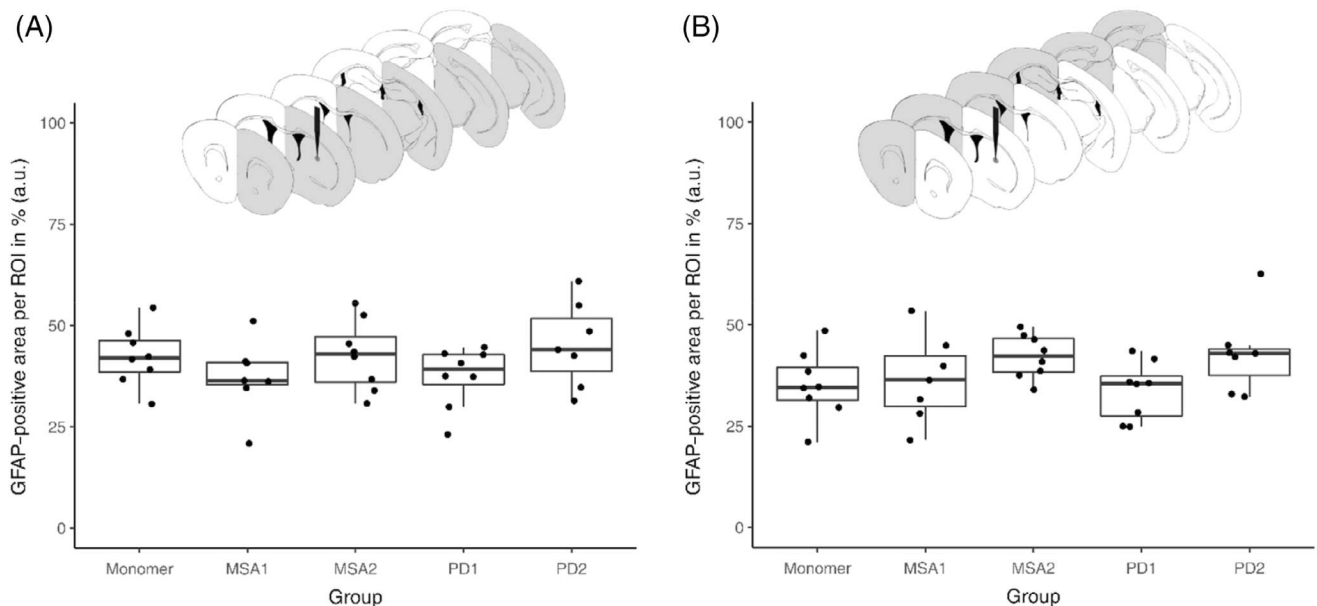 (A)
GFAP-positive area per ROI in % (a.u.)
100
75
50
25
0
Monomer MSA1 MSA2 PD1 PD2
Group
(B)
GFAP-positive area per ROI in % (a.u.)
100
75
50
25
0
Monomer MSA1 MSA2 PD1 PD2
Group